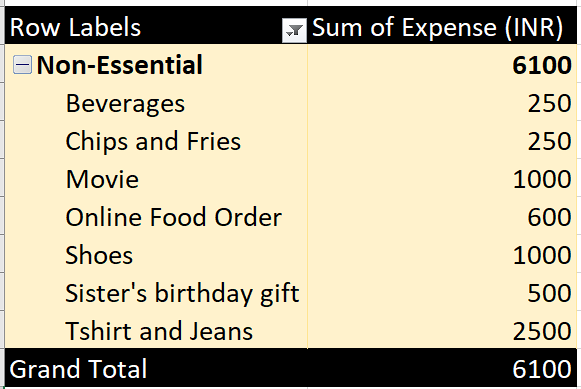 Row Labels Sum of Expense (INR)
Non-Essential 6100
Beverages 250
Chips and Fries 250
Movie 1000
Online Food Order 600
Shoes 1000
Sister's birthday gift 500
Tshirt and Jeans 2500
Grand Total 6100